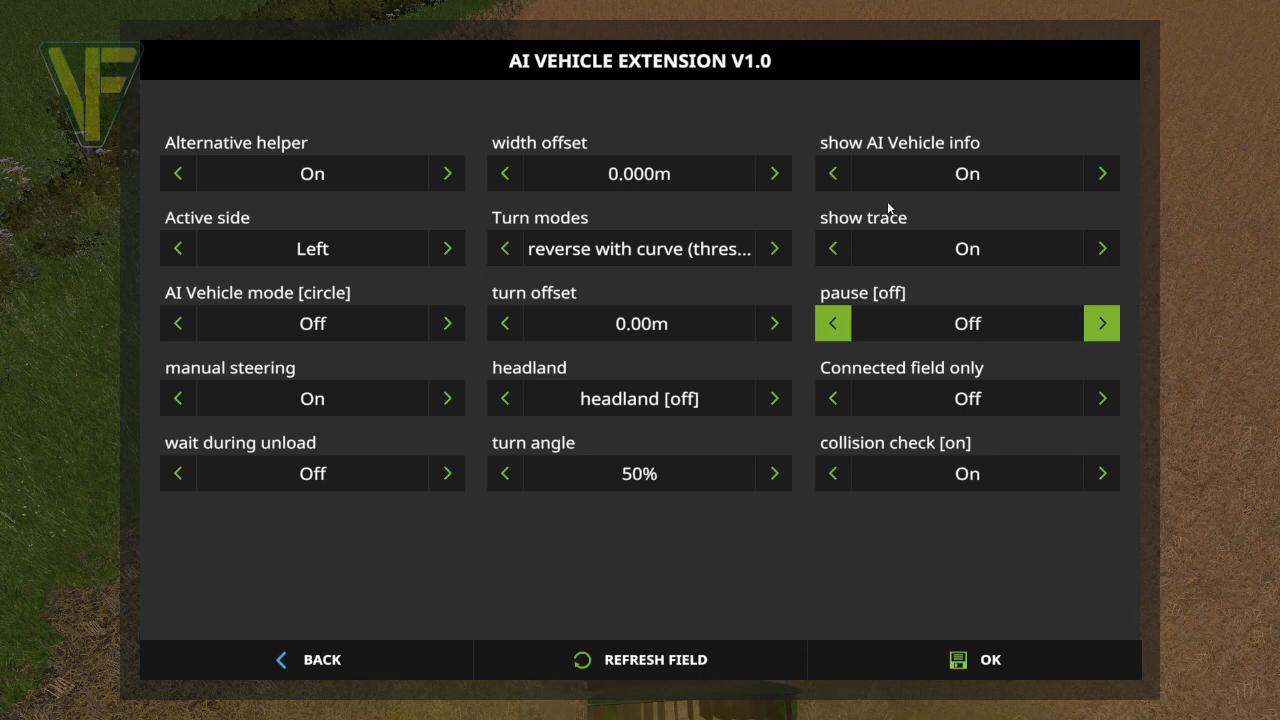 VF
AI VEHICLE EXTENSION V1.0
Alternative helper
On
width offset
0.000m
show AI Vehicle info
On
Active side
Left
Turn modes
reverse with curve (thres...
show trace
On
AI Vehicle mode [circle]
Off
turn offset
0.00m
pause [off]
Off
manual steering
On
headland
headland [off]
Connected field only
Off
wait during unload
Off
turn angle
50%
collision check [on]
On
BACK
REFRESH FIELD
OK